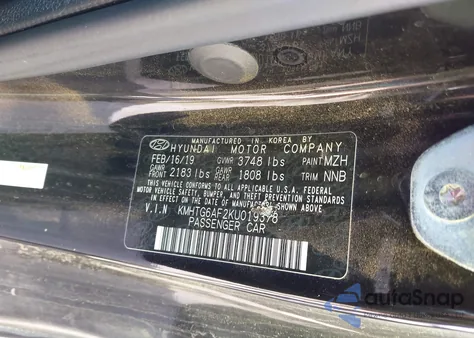 MANUFACTURED IN KOREA BY
HYUNDAI MOTOR COMPANY
FEB/16/19 GVWR 3748 lbs PAINT MZH
GAWR FRONT 2183 lbs GAWR REAR 1808 lbs TRIM NNB
THIS VEHICLE CONFORMS TO ALL APPLICABLE U.S.A. FEDERAL
MOTOR VEHICLE SAFETY, BUMPER, AND THEFT PREVENTION
STANDARDS IN EFFECT ON THE DATE OF MANUFACTURE
SHOWN ABOVE.
V.I.N KMHTG6AF2KU019378
PASSENGER CAR
autoSnap